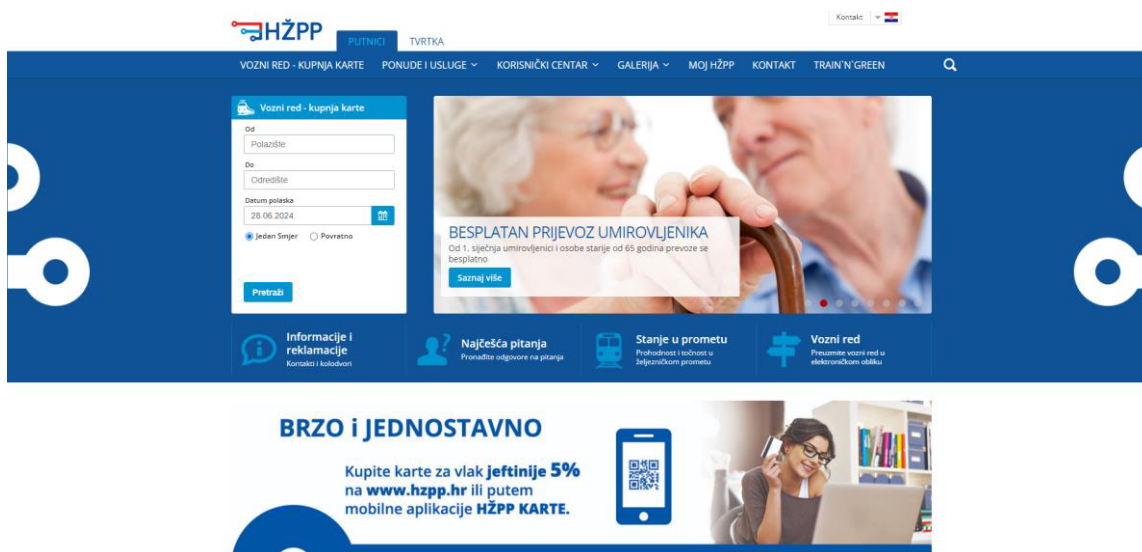 Kontakt
HŽPP
PUTNICI
TVRTKA
VOZNI RED - KUPNJA KARTE
PONUDE I USLUGE
KORISNIČKI CENTAR
GALERIJA
MOJ HŽPP
KONTAKT
TRAIN`N`GREEN
Vozni red - kupnja karte
Od
Polazište
Do
Odredište
Datum polaska
28.06.2024.
Jedan Smjer
Povratno
Pretraži
BESPLATAN PRIJEVOZ UMIROVLJENIKA
Od 1. siječnja umirovljenici i osobe starije od 65 godina prevoze se
besplatno
Saznaj više
Informacije i
reklamacije
Kontakti i kolodvori
Najčešća pitanja
Pronađite odgovore na pitanja
Stanje u prometu
Prohodnost i točnost u
željezničkom prometu
Vozni red
Preuzmite vozni red u
elektroničkom obliku
BRZO i JEDNOSTAVNO
Kupite karte za vlak jeftinije 5%
na www.hzpp.hr ili putem
mobilne aplikacije HŽPP KARTE.